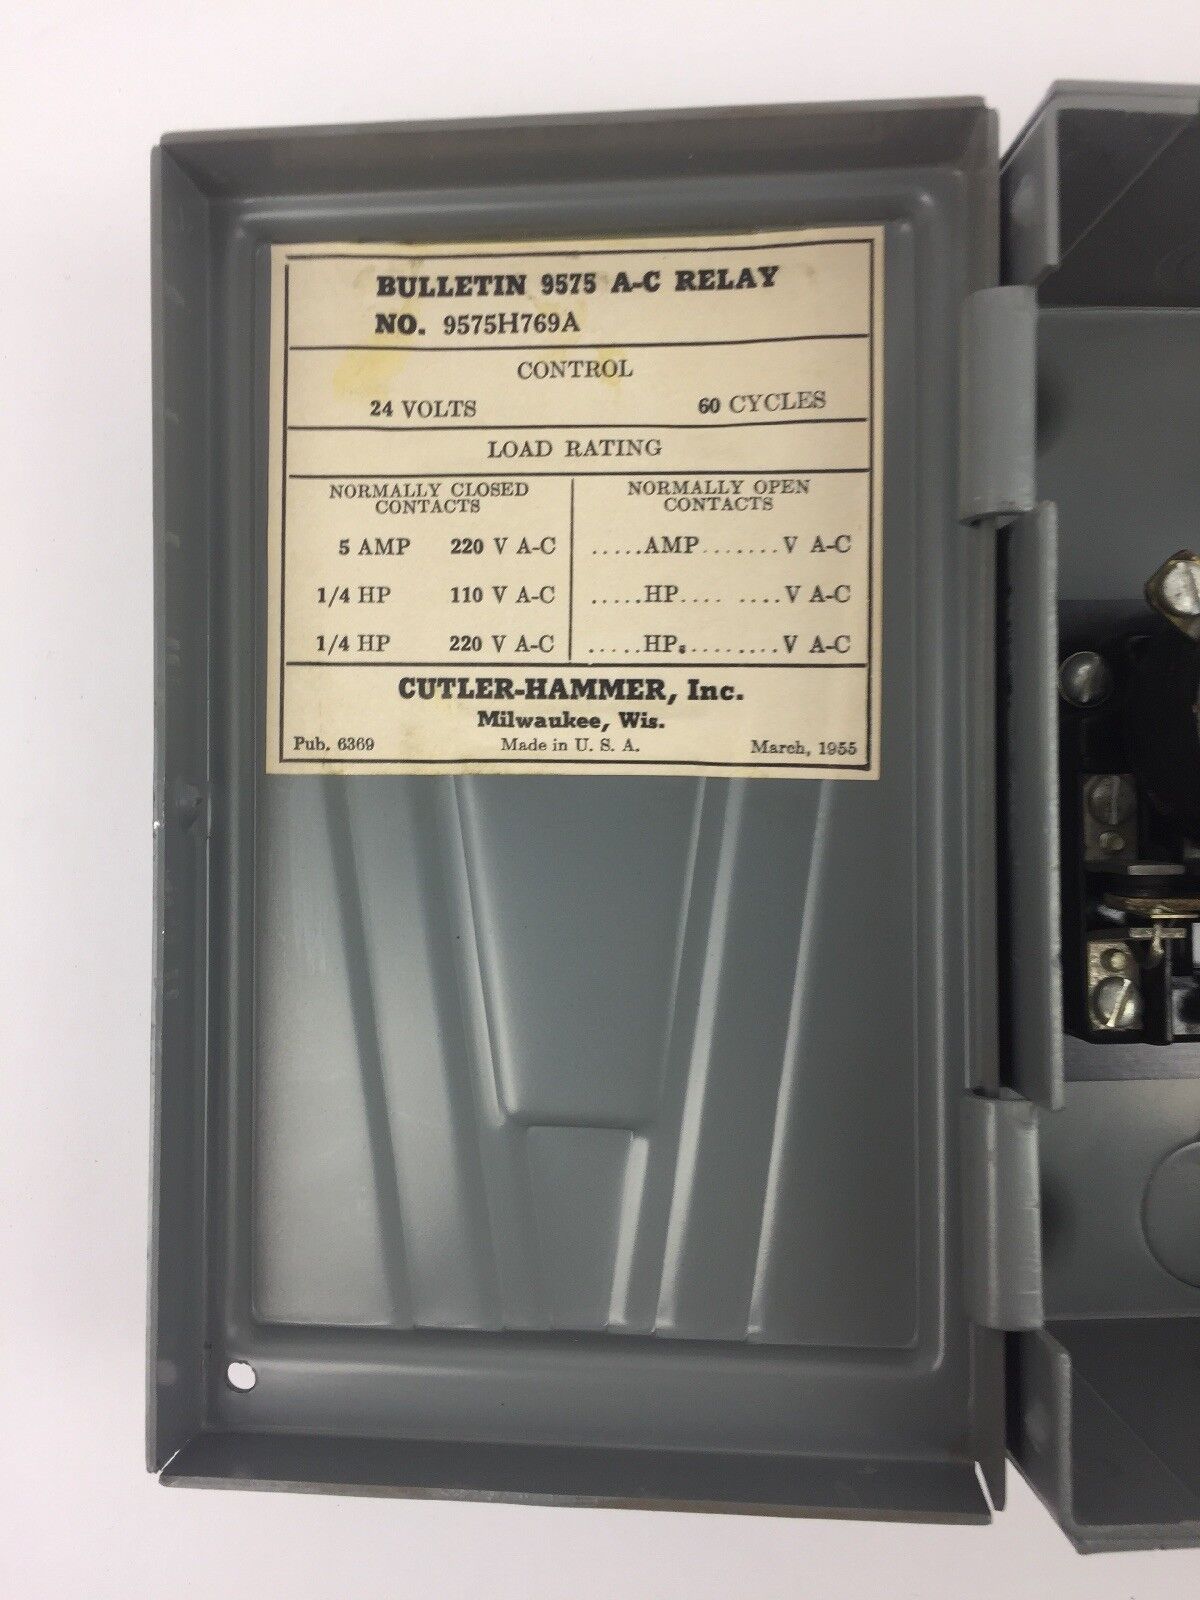 BULLETIN 9575 A-C RELAY
NO. 9575H769A
CONTROL
24 VOLTS 60 CYCLES
LOAD RATING
NORMALLY CLOSED
CONTACTS
5 AMP 220 V A-C
1/4 HP 110 V A-C
1/4 HP 220 V A-C
NORMALLY OPEN
CONTACTS
.....AMP.......V A-C
.....HP.... ....V A-C
.....HP.........V A-C
CUTLER-HAMMER, Inc.
Milwaukee, Wis.
Pub. 6369 Made in U. S. A. March, 1955